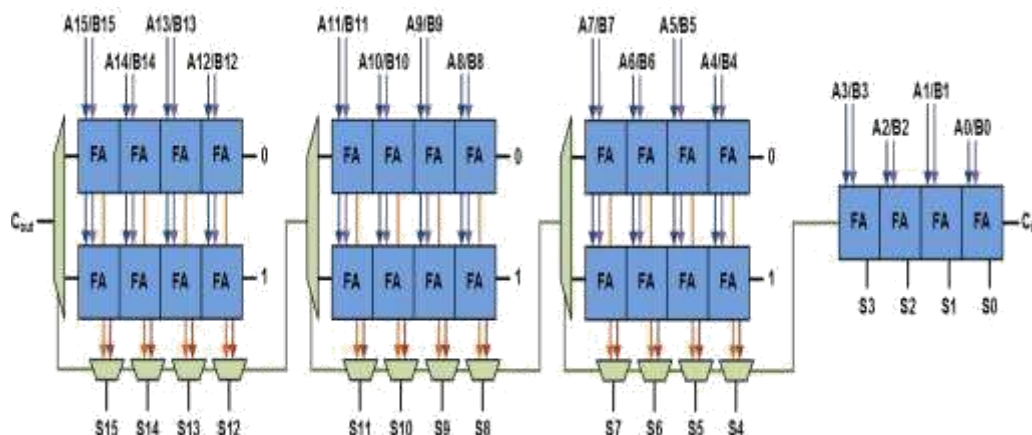 A15/B15 A13/B13 A11/B11 A9/B9 A7/B7 A5/B5
A14/B14 A12/B12 A10/B10 A8/B8 A6/B6 A4/B4
A3/B3 A1/B1
A2/B2 A0/B0
FA FA FA FA 0 FA FA FA FA 0 FA FA FA FA 0
Cout FA FA FA FA
FA FA FA FA 1 FA FA FA FA 1 FA FA FA FA 1
S3 S2 S1 S0
S15 S14 S13 S12 S11 S10 S9 S8 S7 S6 S5 S4